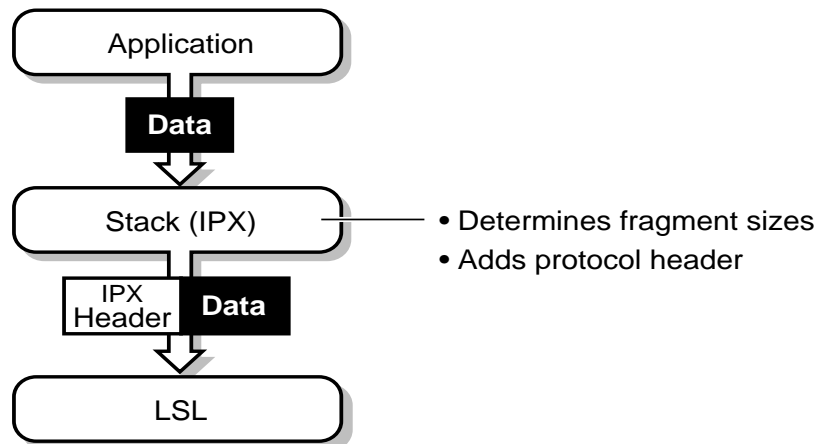 Application
Data
Stack (IPX)
• Determines fragment sizes
• Adds protocol header
IPX
Header
Data
LSL